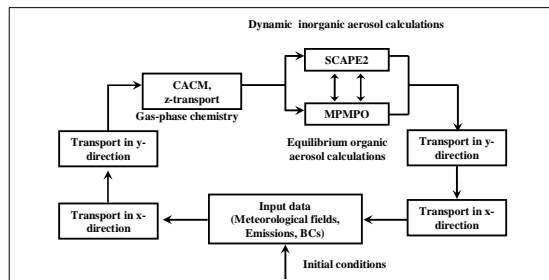 Dynamic inorganic aerosol calculations
SCAPE2
CACM,
z-transport
Gas-phase chemistry
MPMPO
Equilibrium organic
aerosol calculations
Transport in y-
direction
Transport in y-
direction
Transport in x-
direction
Input data
(Meteorological fields,
Emissions, BCs)
Transport in x-
direction
Initial conditions